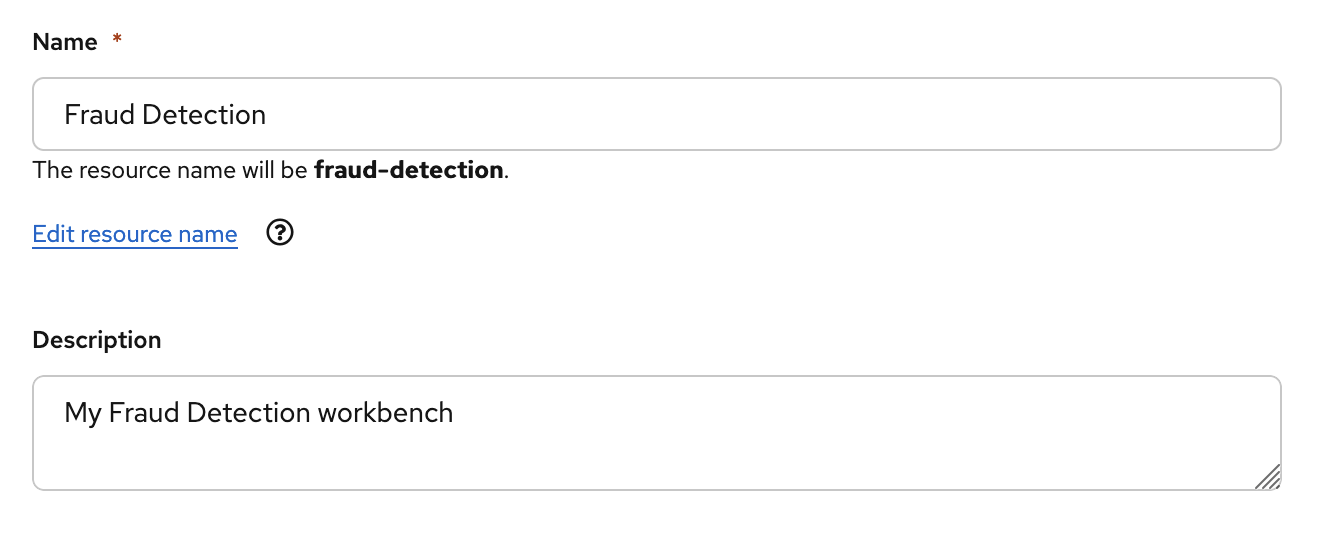 Name *
Fraud Detection
The resource name will be fraud-detection.
Edit resource name
Description
My Fraud Detection workbench